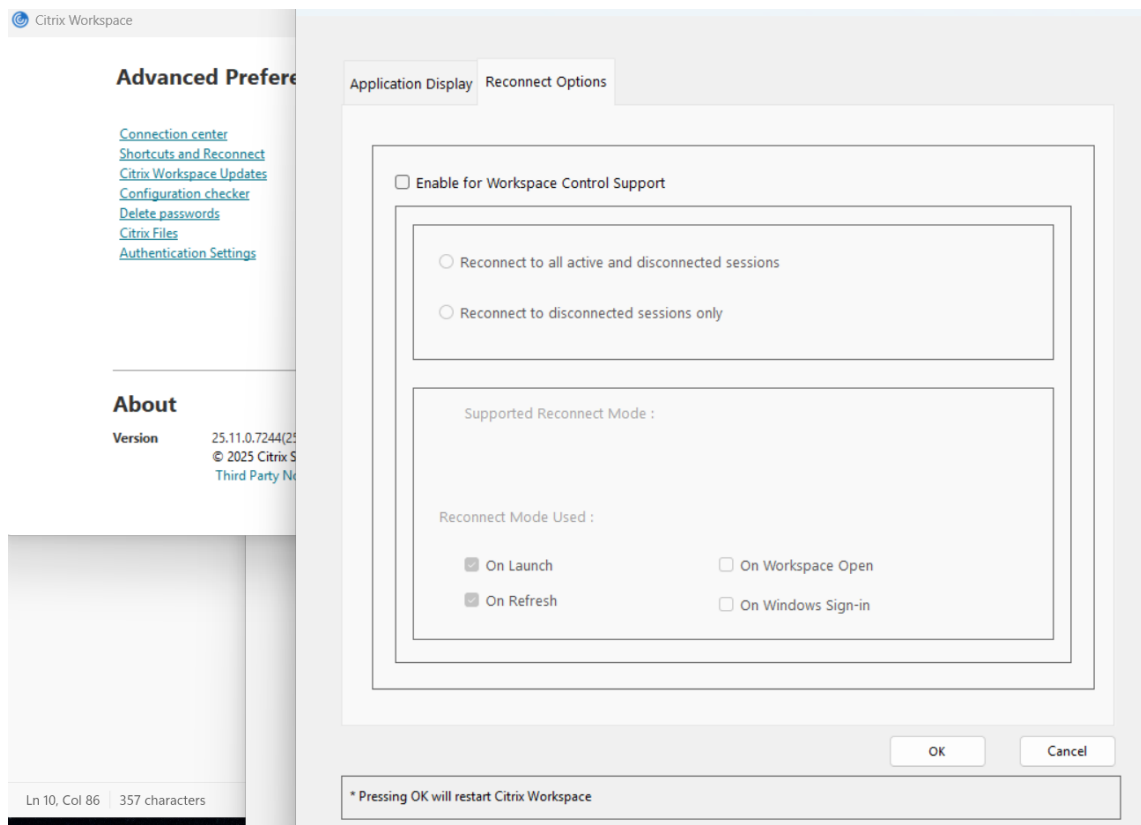 Citrix Workspace
Advanced Prefere
Connection center
Shortcuts and Reconnect
Citrix Workspace Updates
Configuration checker
Delete passwords
Citrix Files
Authentication Settings
About
Version 25.11.0.7244(25
© 2025 Citrix S
Third Party No
Ln 10, Col 86 357 characters
Application Display Reconnect Options
Enable for Workspace Control Support
Reconnect to all active and disconnected sessions
Reconnect to disconnected sessions only
Supported Reconnect Mode :
Reconnect Mode Used :
On Launch On Workspace Open
On Refresh On Windows Sign-in
OK Cancel
* Pressing OK will restart Citrix Workspace